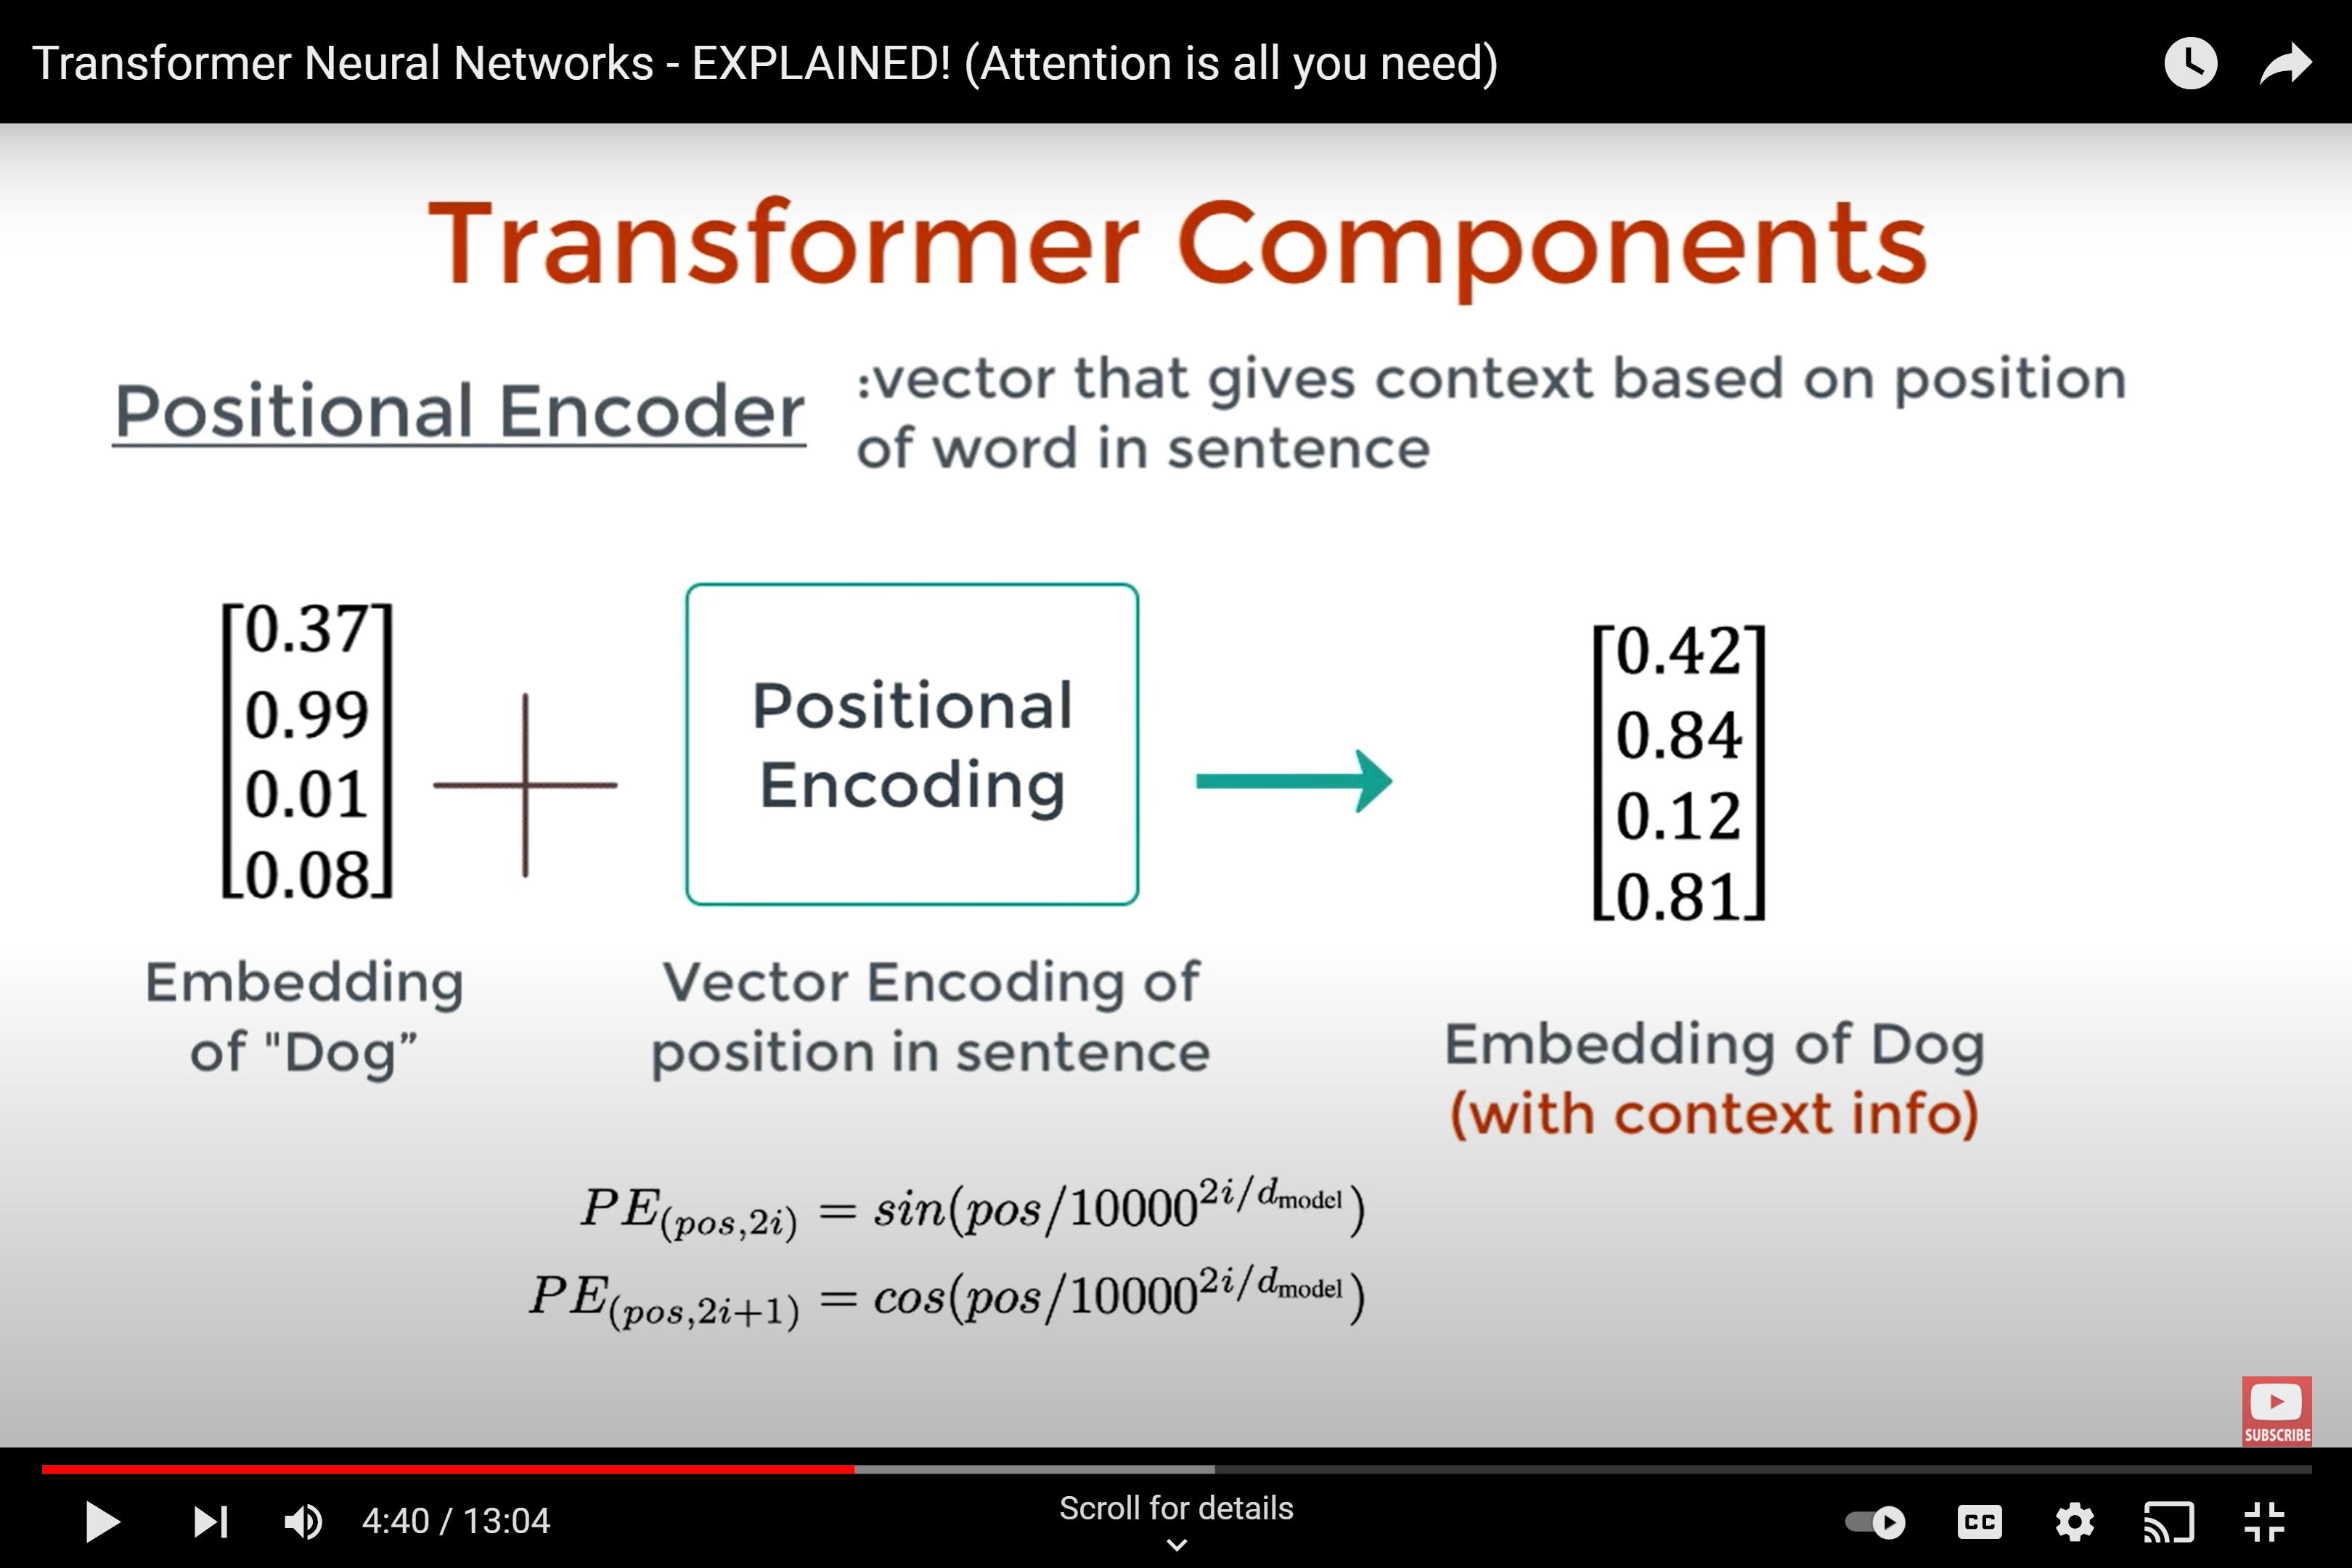 Transformer Neural Networks - EXPLAINED! (Attention is all you need)
Transformer Components
Positional Encoder
:vector that gives context based on position
of word in sentence
[0.37]
0.99
0.01
[0.08]
Positional
Encoding
[0.42]
0.84
0.12
[0.81]
Embedding
of "Dog”
Vector Encoding of
position in sentence
Embedding of Dog
(with context info)
PE(pos,2i) = sin(pos/10000^2i/dmodel)
PE(pos,2i+1) = cos(pos/10000^2i/dmodel)
SUBSCRIBE
4:40 / 13:04
Scroll for details
CC